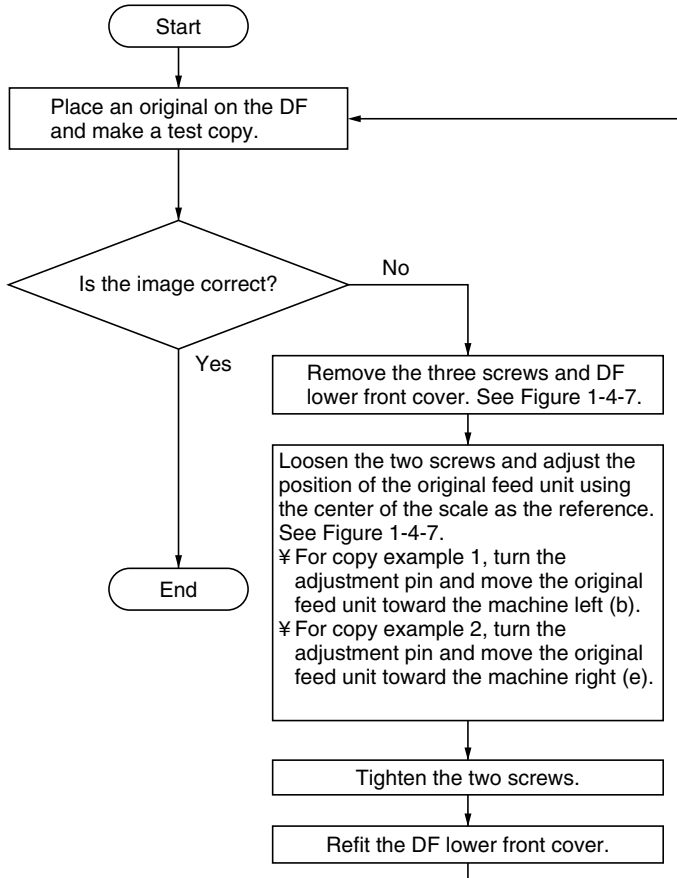 Start
Place an original on the DF
and make a test copy.
Is the image correct?
No
Yes
Remove the three screws and DF
lower front cover. See Figure 1-4-7.
Loosen the two screws and adjust the
position of the original feed unit using
the center of the scale as the reference.
See Figure 1-4-7.
¥ For copy example 1, turn the
adjustment pin and move the original
feed unit toward the machine left (b).
¥ For copy example 2, turn the
adjustment pin and move the original
feed unit toward the machine right (e).
End
Tighten the two screws.
Refit the DF lower front cover.